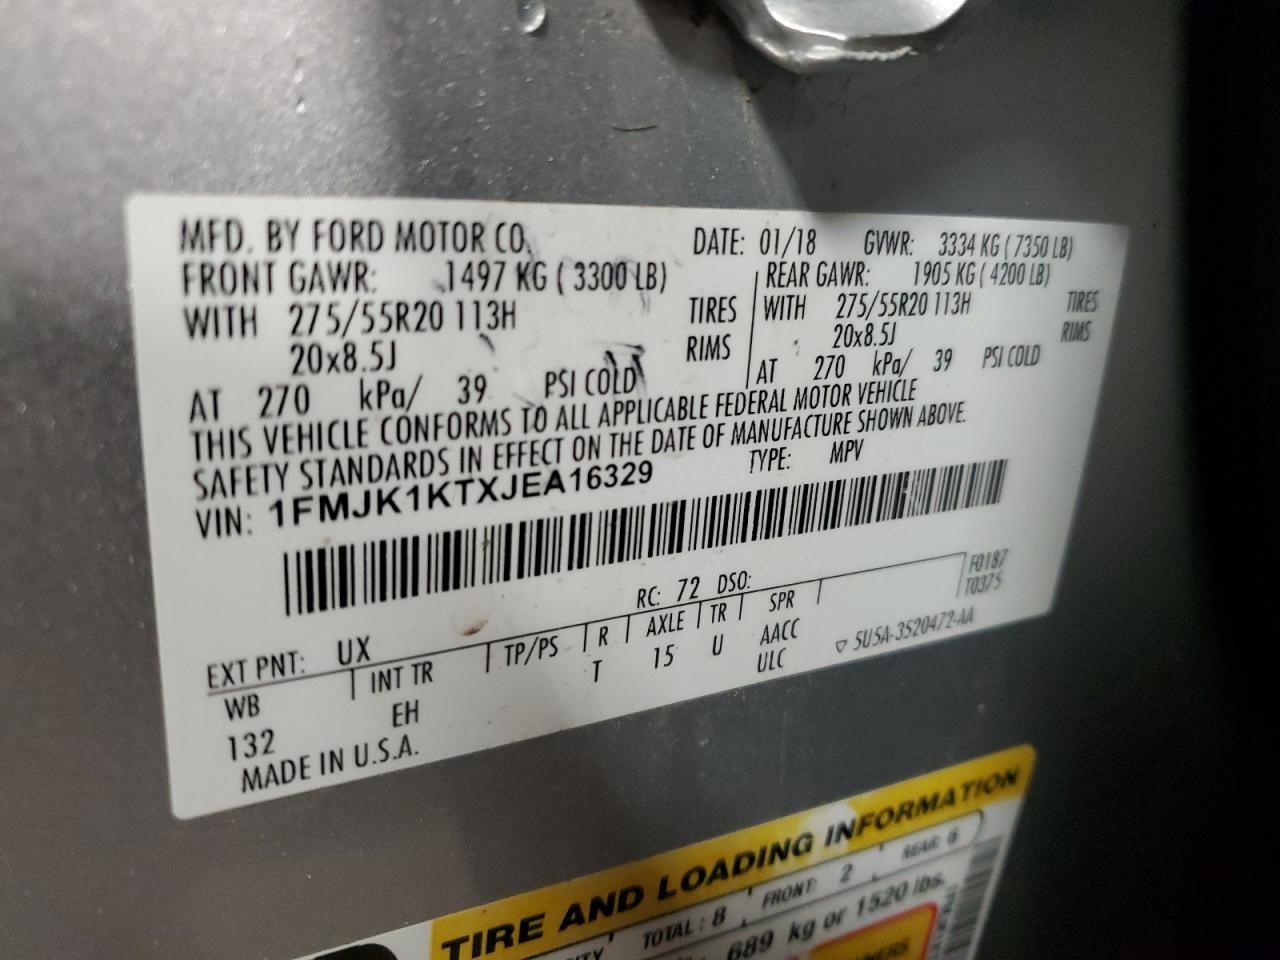 MFD. BY FORD MOTOR CO. DATE: 01/18 GVWR: 3334 KG ( 7350 LB)
FRONT GAWR: 1497 KG ( 3300 LB) REAR GAWR: 1905 KG ( 4200 LB)
WITH 275/55R20 113H TIRES WITH 275/55R20 113H TIRES
20x8.5J RIMS 20x8.5J RIMS
AT 270 kPa/ 39 PSI COLD AT 270 kPa/ 39 PSI COLD
THIS VEHICLE CONFORMS TO ALL APPLICABLE FEDERAL MOTOR VEHICLE
SAFETY STANDARDS IN EFFECT ON THE DATE OF MANUFACTURE SHOWN ABOVE.
VIN: 1FMJK1KTXJEA16329 TYPE: MPV
F0187
T0375
EXT PNT: UX RC: 72 DSO:
WB INT TR TP/PS R AXLE TR SPR
132 EH T 15 U AACC
ULC
MADE IN U.S.A. ▽ 5U5A-3520472-AA
TIRE AND LOADING INFORMATION
TOTAL : 8 FRONT: 2 REAR: 6
689 kg or 1520 lbs.